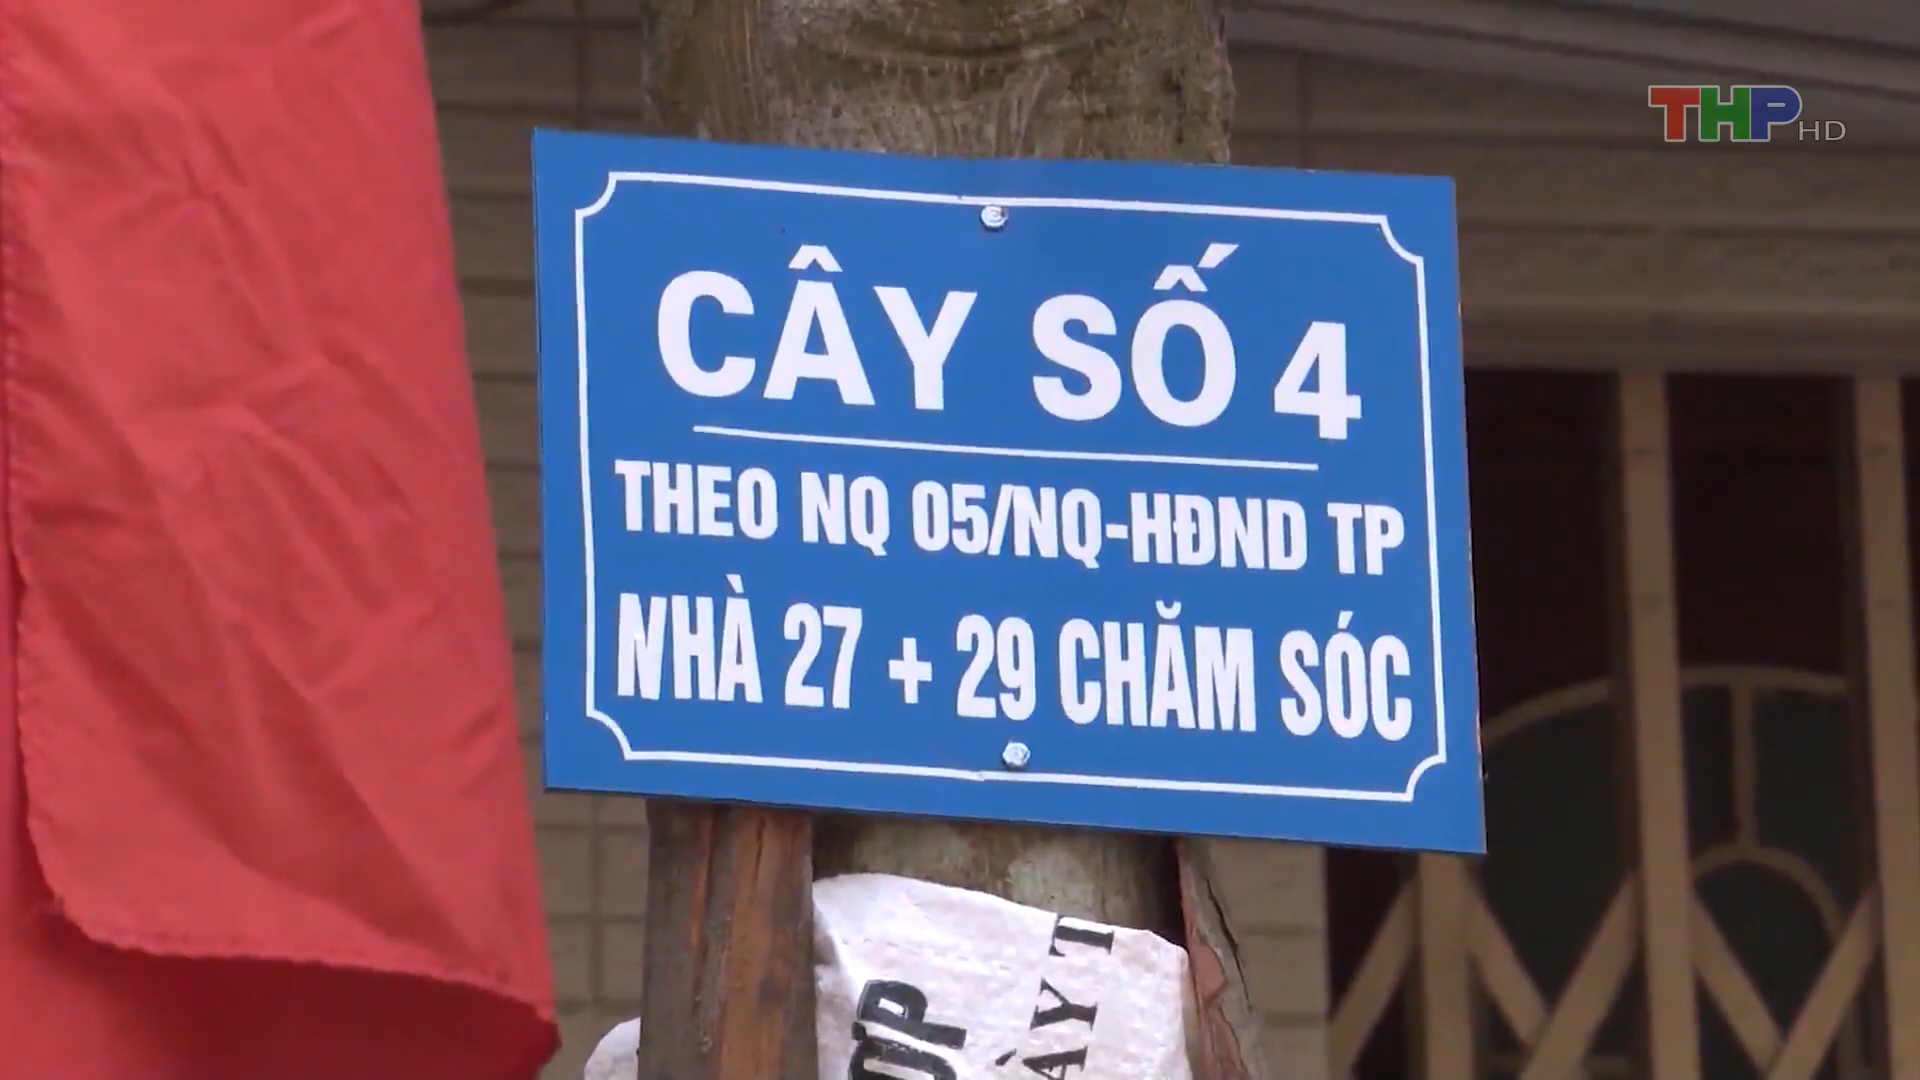 THP HD
CÂY SỐ 4
THEO NQ 05/NQ-HĐND TP
NHÀ 27 + 29 CHĂM SÓC